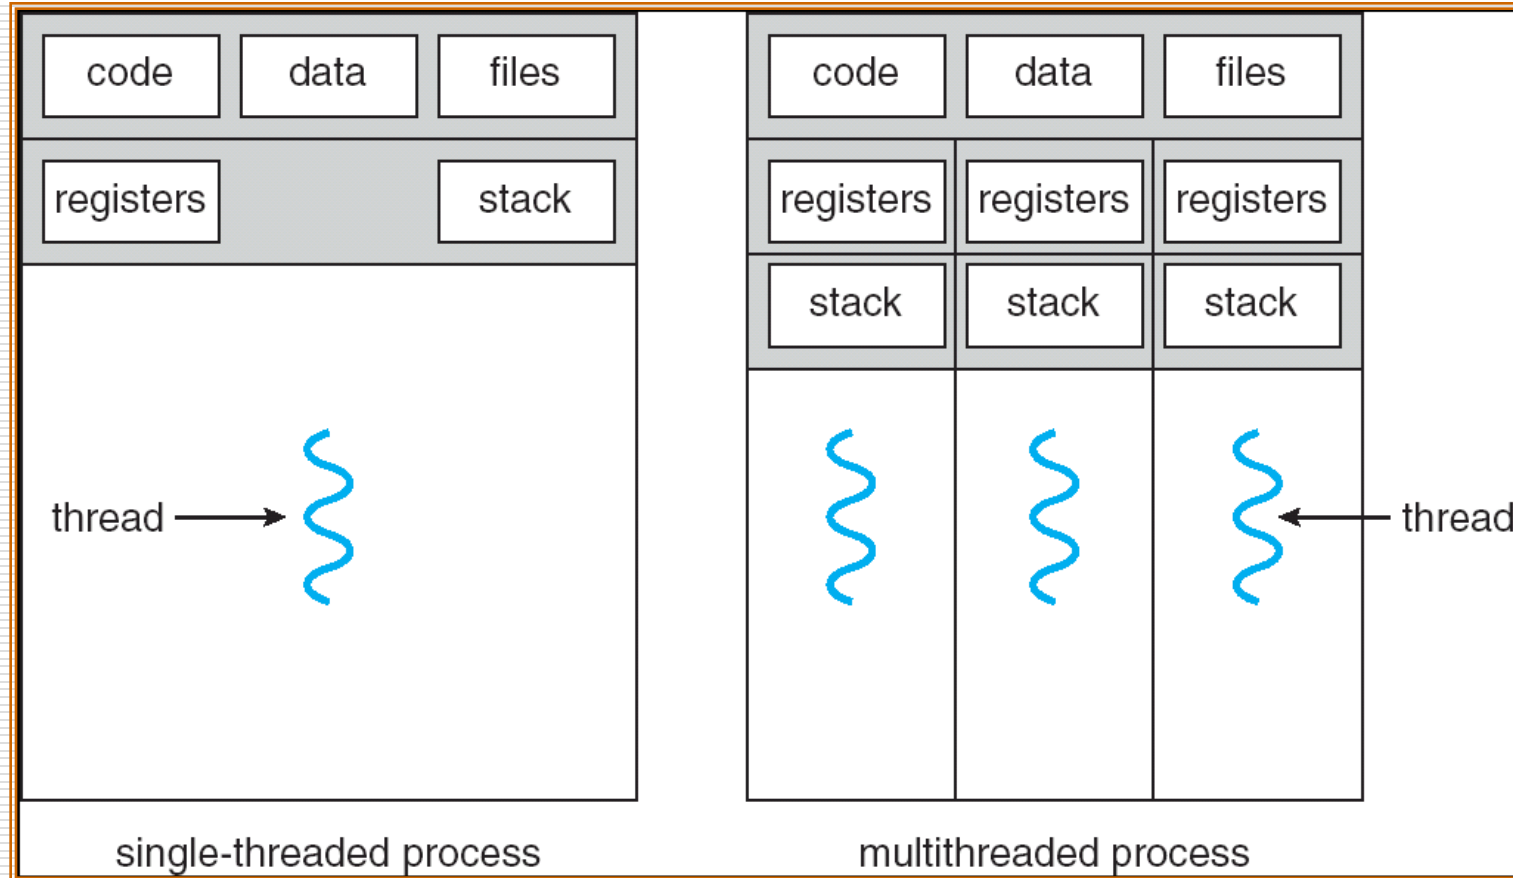 code data files
registers stack
thread
single-threaded process
code data files
registers registers registers
stack stack stack
thread
multithreaded process